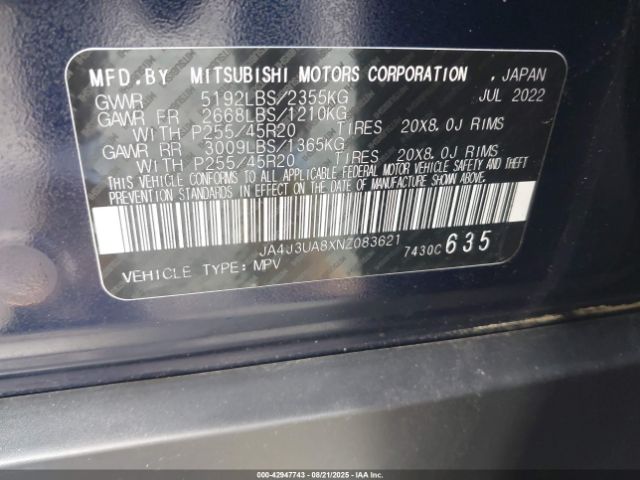 MFD.BY MITSUBISHI MOTORS CORPORATION , JAPAN
GVWR 5192LBS/2355KG JUL 2022
GAWR FR 2668LBS/1210KG
WITH P255/45R20 TIRES 20X8.0J RIMS
GAWR RR 3009LBS/1365KG
WITH P255/45R20 TIRES 20X8.0J RIMS
THIS VEHICLE CONFORMS TO ALL APPLICABLE FEDERAL MOTOR VEHICLE SAFETY AND THEFT
PREVENTION STANDARDS IN EFFECT ON THE DATE OF MANUFACTURE SHOWN ABOVE.
JA4J3UA8XNZ083621 7430C 635
VEHICLE TYPE: MPV
000-42947743 - 08/21/2025 - IAAI.com